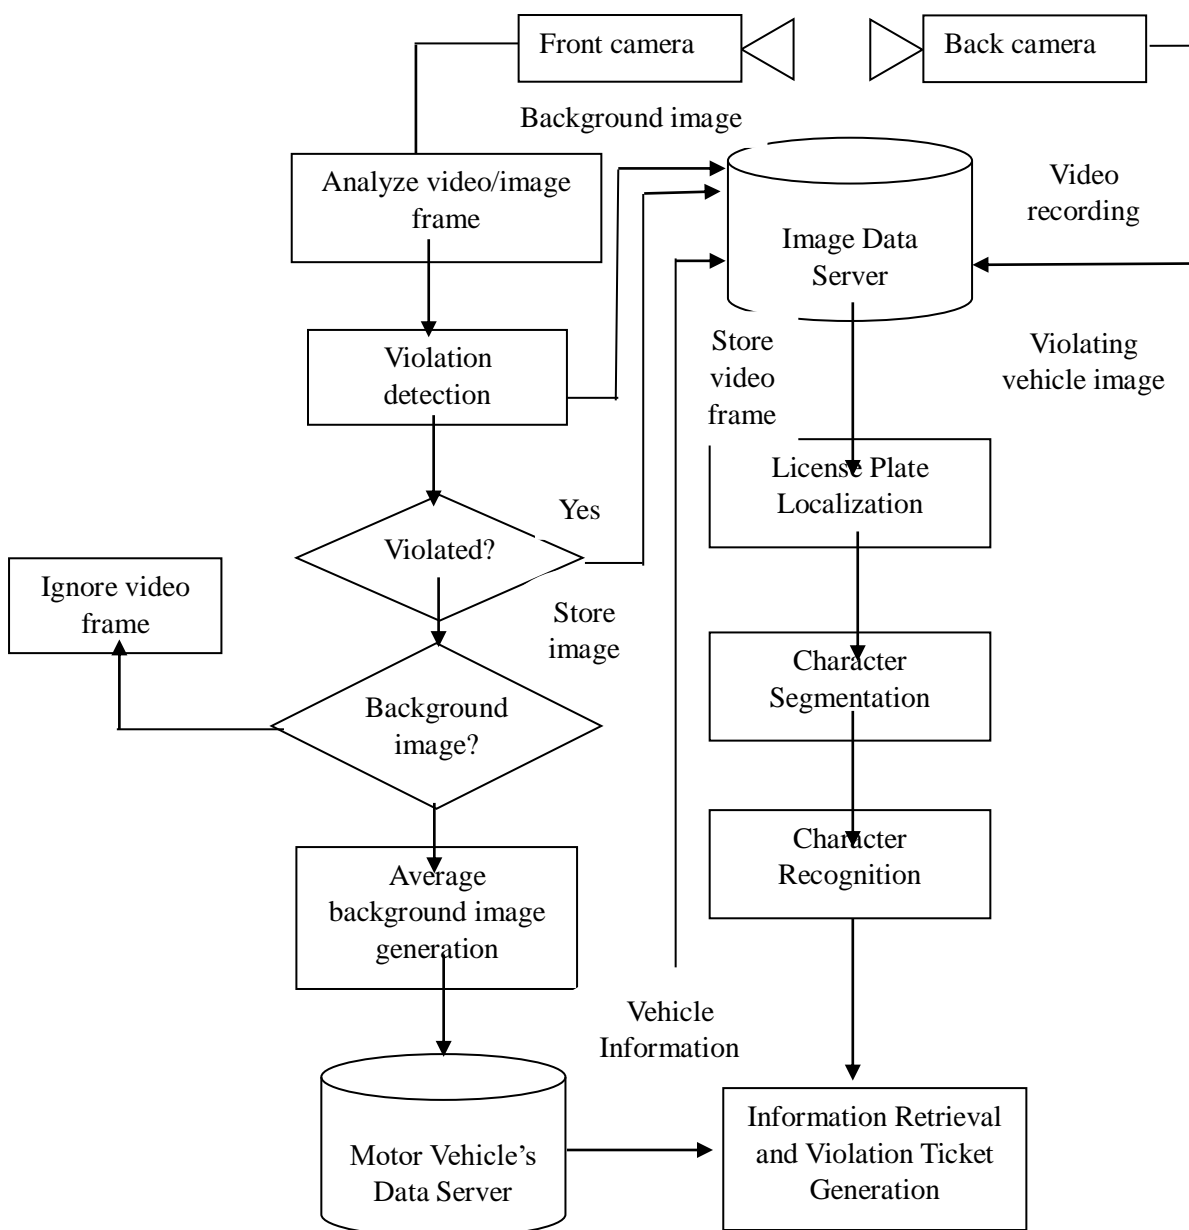 Front camera
Back camera
Background image
Analyze video/image
frame
Video
recording
Image Data
Server
Violation
detection
Store
video
frame
Violating
vehicle image
License Plate
Localization
Yes
Violated?
Ignore video
frame
Store
image
Character
Segmentation
Background
image?
Character
Recognition
Average
background image
generation
Vehicle
Information
Motor Vehicle’s
Data Server
Information Retrieval
and Violation Ticket
Generation